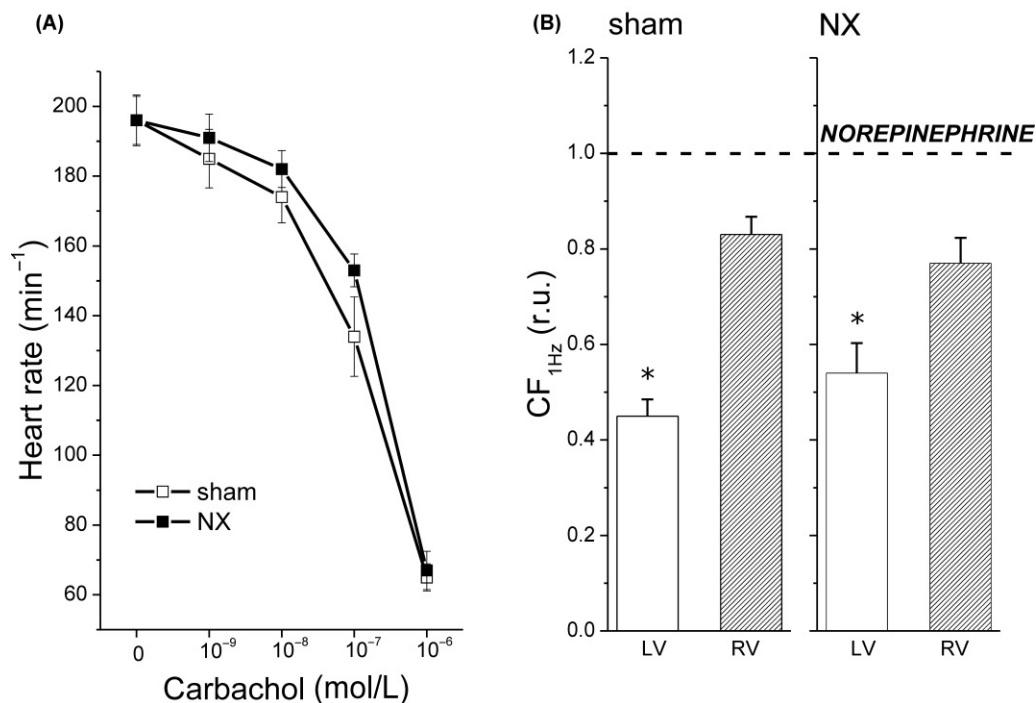 (A)
Heart rate (min⁻¹)
200
180
160
140
120
100
80
60
sham
NX
0 10⁻⁹ 10⁻⁸ 10⁻⁷ 10⁻⁶
Carbachol (mol/L)
(B)
sham NX
CF1Hz (r.u.)
1.2
1.0
0.8
0.6
0.4
0.2
0.0
NOREPINEPHRINE
* *
LV RV LV RV